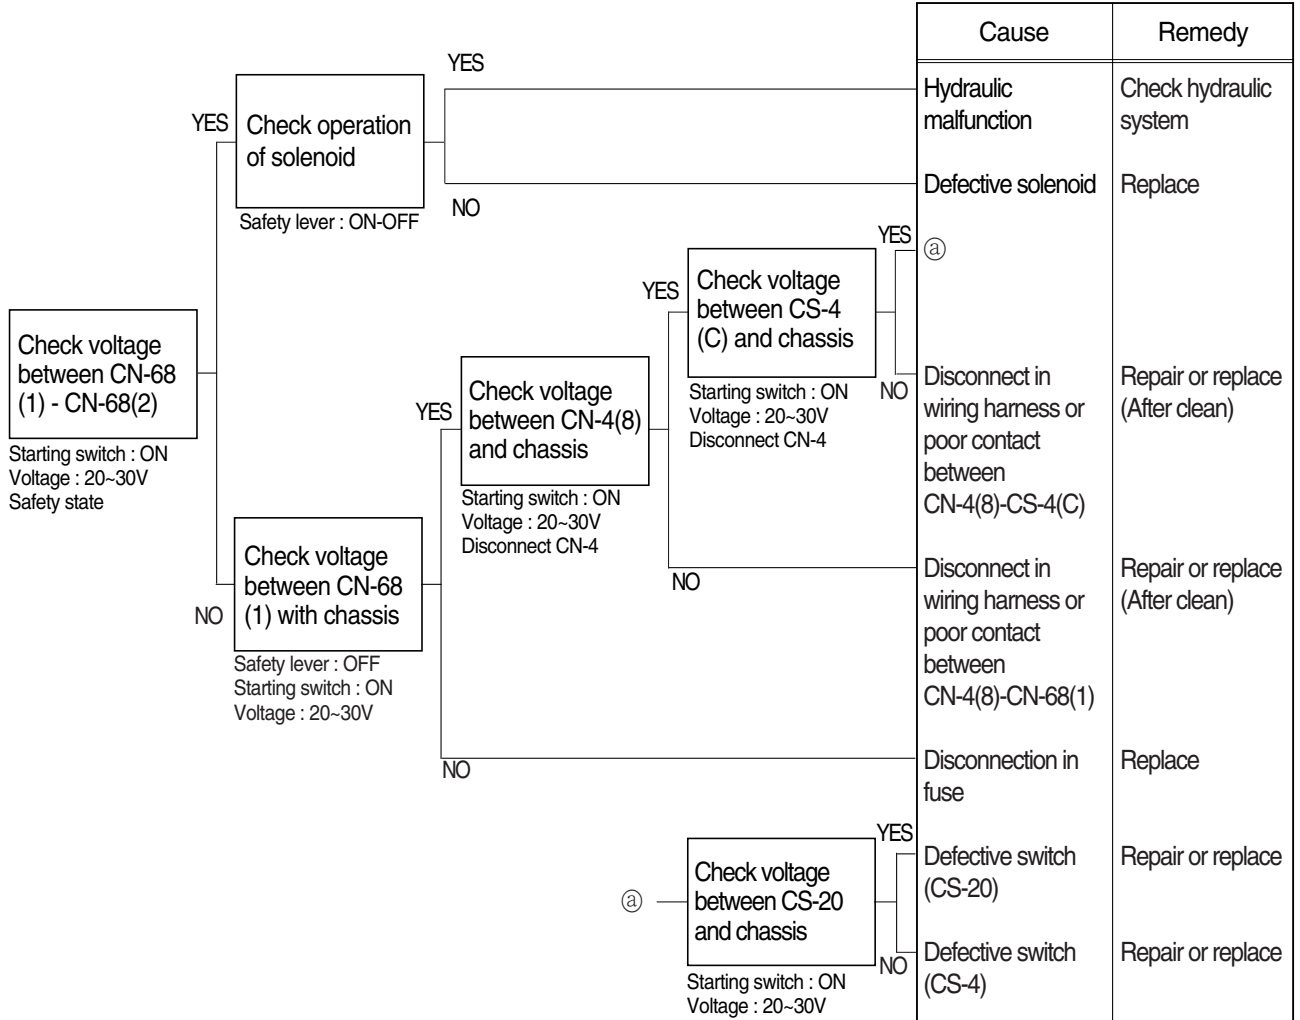 Cause
Remedy
YES
Hydraulic
malfunction
Check hydraulic
system
YES
Check operation
of solenoid
Defective solenoid
Replace
NO
Safety lever : ON-OFF
YES
ⓐ
YES
Check voltage
between CS-4
(C) and chassis
Check voltage
between CN-68
(1) - CN-68(2)
Starting switch : ON
Voltage : 20~30V
Safety state
YES
Check voltage
between CN-4(8)
and chassis
Starting switch : ON
Voltage : 20~30V
Disconnect CN-4
NO
Disconnect in
wiring harness or
poor contact
between
CN-4(8)-CS-4(C)
Repair or replace
(After clean)
Starting switch : ON
Voltage : 20~30V
Disconnect CN-4
Check voltage
between CN-68
(1) with chassis
NO
Safety lever : OFF
Starting switch : ON
Voltage : 20~30V
NO
Disconnect in
wiring harness or
poor contact
between
CN-4(8)-CN-68(1)
Repair or replace
(After clean)
NO
Disconnection in
fuse
Replace
YES
ⓐ
Check voltage
between CS-20
and chassis
Defective switch
(CS-20)
Repair or replace
NO
Defective switch
(CS-4)
Repair or replace
Starting switch : ON
Voltage : 20~30V